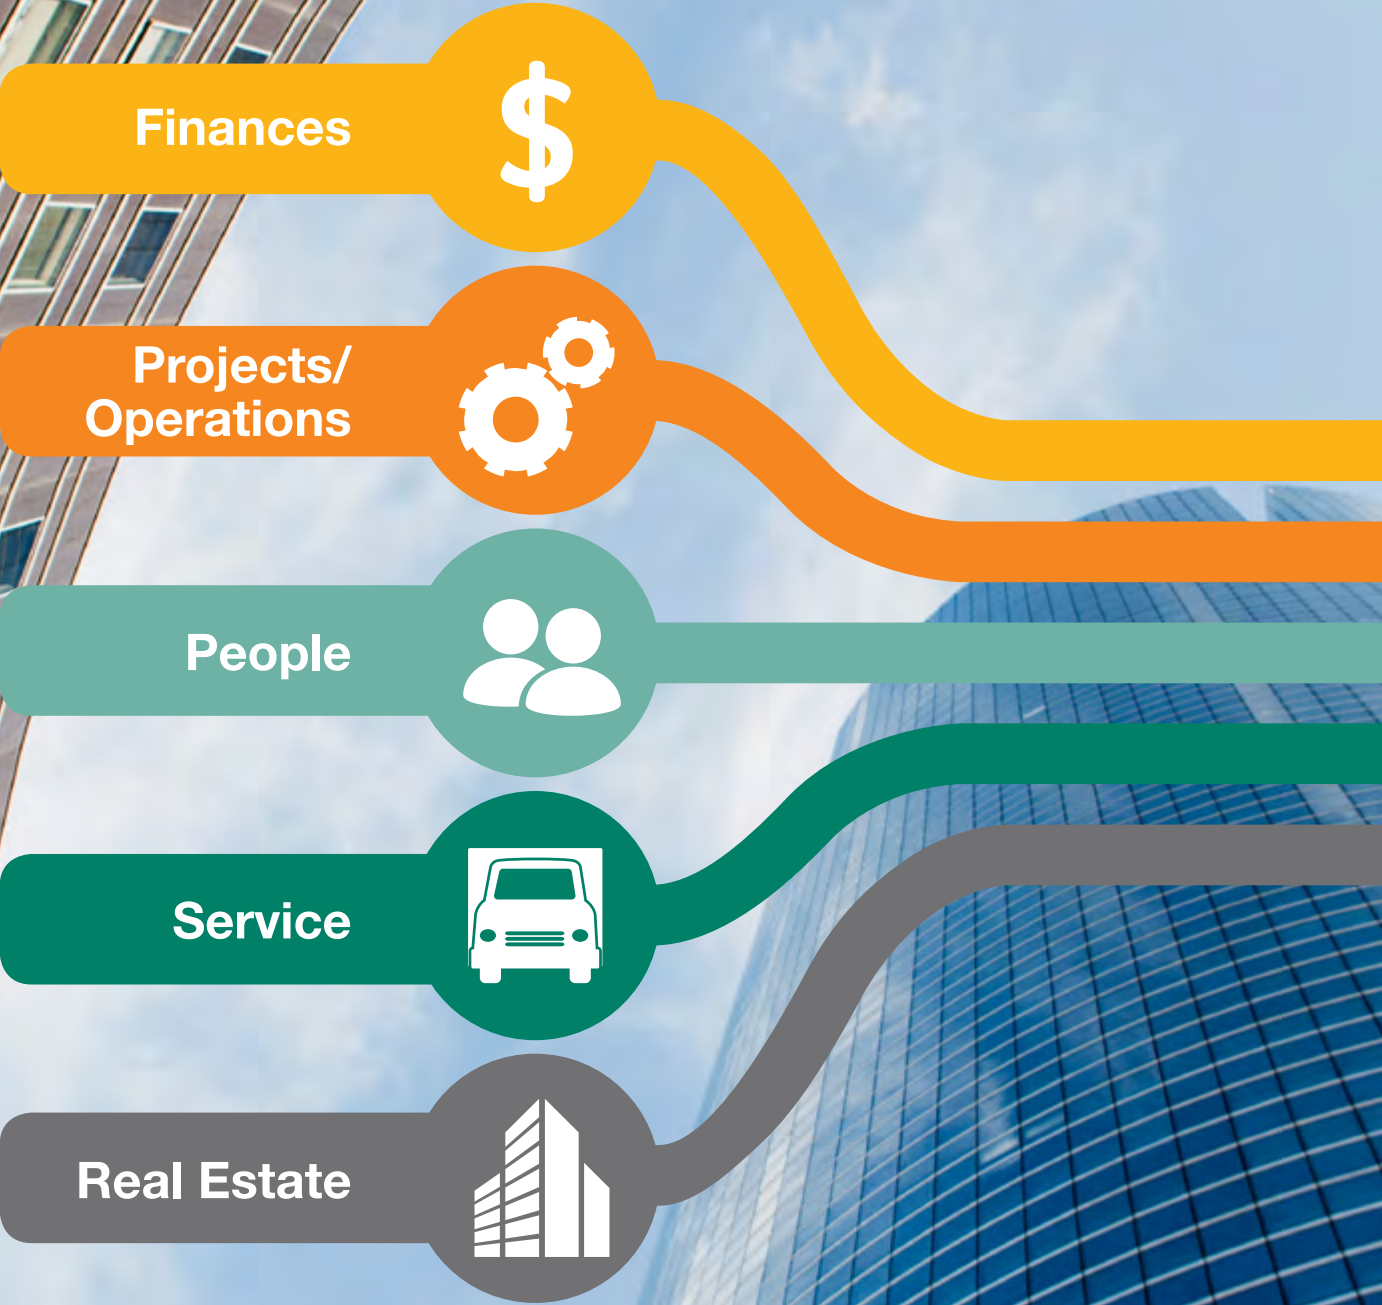 Finances
Projects/
Operations
People
Service
Real Estate